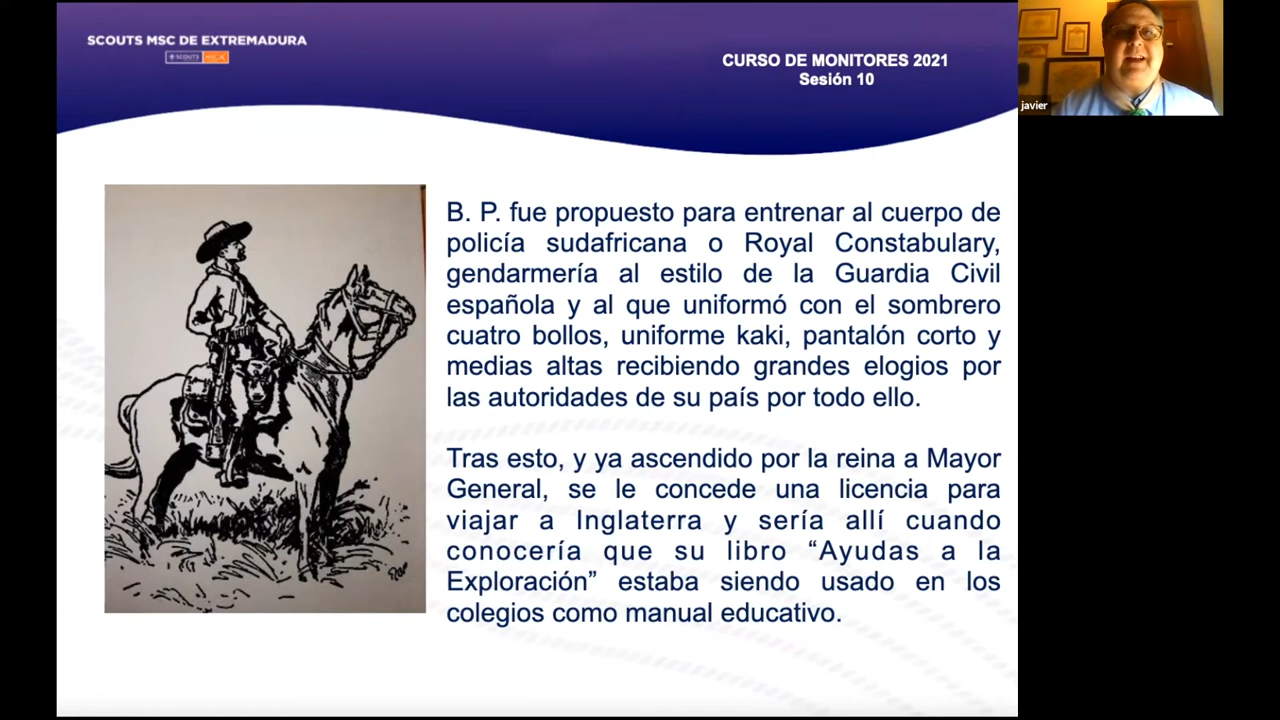 SCOUTS MSC DE EXTREMADURA
SCOUTS MSC
CURSO DE MONITORES 2021
Sesión 10
javier
B. P. fue propuesto para entrenar al cuerpo de
policía sudafricana o Royal Constabulary,
gendarmería al estilo de la Guardia Civil
española y al que uniformó con el sombrero
cuatro bollos, uniforme kaki, pantalón corto y
medias altas recibiendo grandes elogios por
las autoridades de su país por todo ello.
Tras esto, y ya ascendido por la reina a Mayor
General, se le concede una licencia para
viajar a Inglaterra y sería allí cuando
conocería que su libro “Ayudas a la
Exploración” estaba siendo usado en los
colegios como manual educativo.